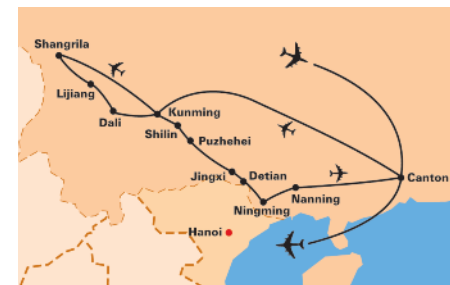 Shangrila
Lijiang
Dali
Kunming
Shilin
Puzhehei
Jingxi
Detian
Canton
Nanning
Ningming
Hanoi